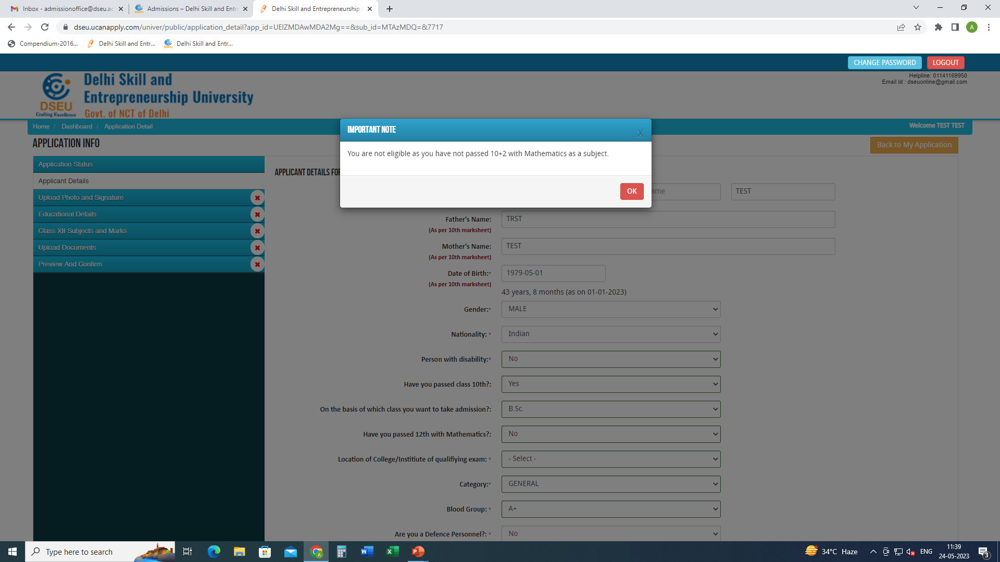 Inbox - admissionoffice@dseu.ac
Admissions – Delhi Skill and Entr
Delhi Skill and Entrepreneurship
dseu.ucanapply.com/univer/public/application_detail?app_id=UEIZMDAwMDA2Mg==&sub_id=MTAzMDQ=&7717
A
Compendium-2016...
Delhi Skill and Entr...
Delhi Skill and Entr...
CHANGE PASSWORD
LOGOUT
Helpline: 01141169950
Email Id : dseuonline@gmail.com
DSEU
Crafting Excellence
Delhi Skill and
Entrepreneurship University
Govt. of NCT of Delhi
Home / Dashboard / Application Detail
Welcome TEST TEST
APPLICATION INFO
Back to My Application
IMPORTANT NOTE
X
You are not eligible as you have not passed 10+2 with Mathematics as a subject.
OK
Application Status
Applicant Details
Upload Photo and Signature
Educational Details
Class XII Subjects and Marks
Upload Documents
Preview And Confirm
APPLICANT DETAILS FOR
ame
TEST
Father's Name:
(As per 10th marksheet)
TRST
Mother's Name:
(As per 10th marksheet)
TEST
Date of Birth:*
(As per 10th marksheet)
1979-05-01
43 years, 8 months (as on 01-01-2023)
Gender:*
MALE
Nationality: *
Indian
Person with disability:*
No
Have you passed class 10th?:
Yes
On the basis of which class you want to take admission?:
B.Sc.
Have you passed 12th with Mathematics?:
No
Location of College/Institiute of qualifiying exam: *
- Select -
Category:*
GENERAL
Blood Group: *
A+
Are you a Defence Personnel?: *
No
Type here to search
34°C Haze
ENG
11:39
24-05-2023
3